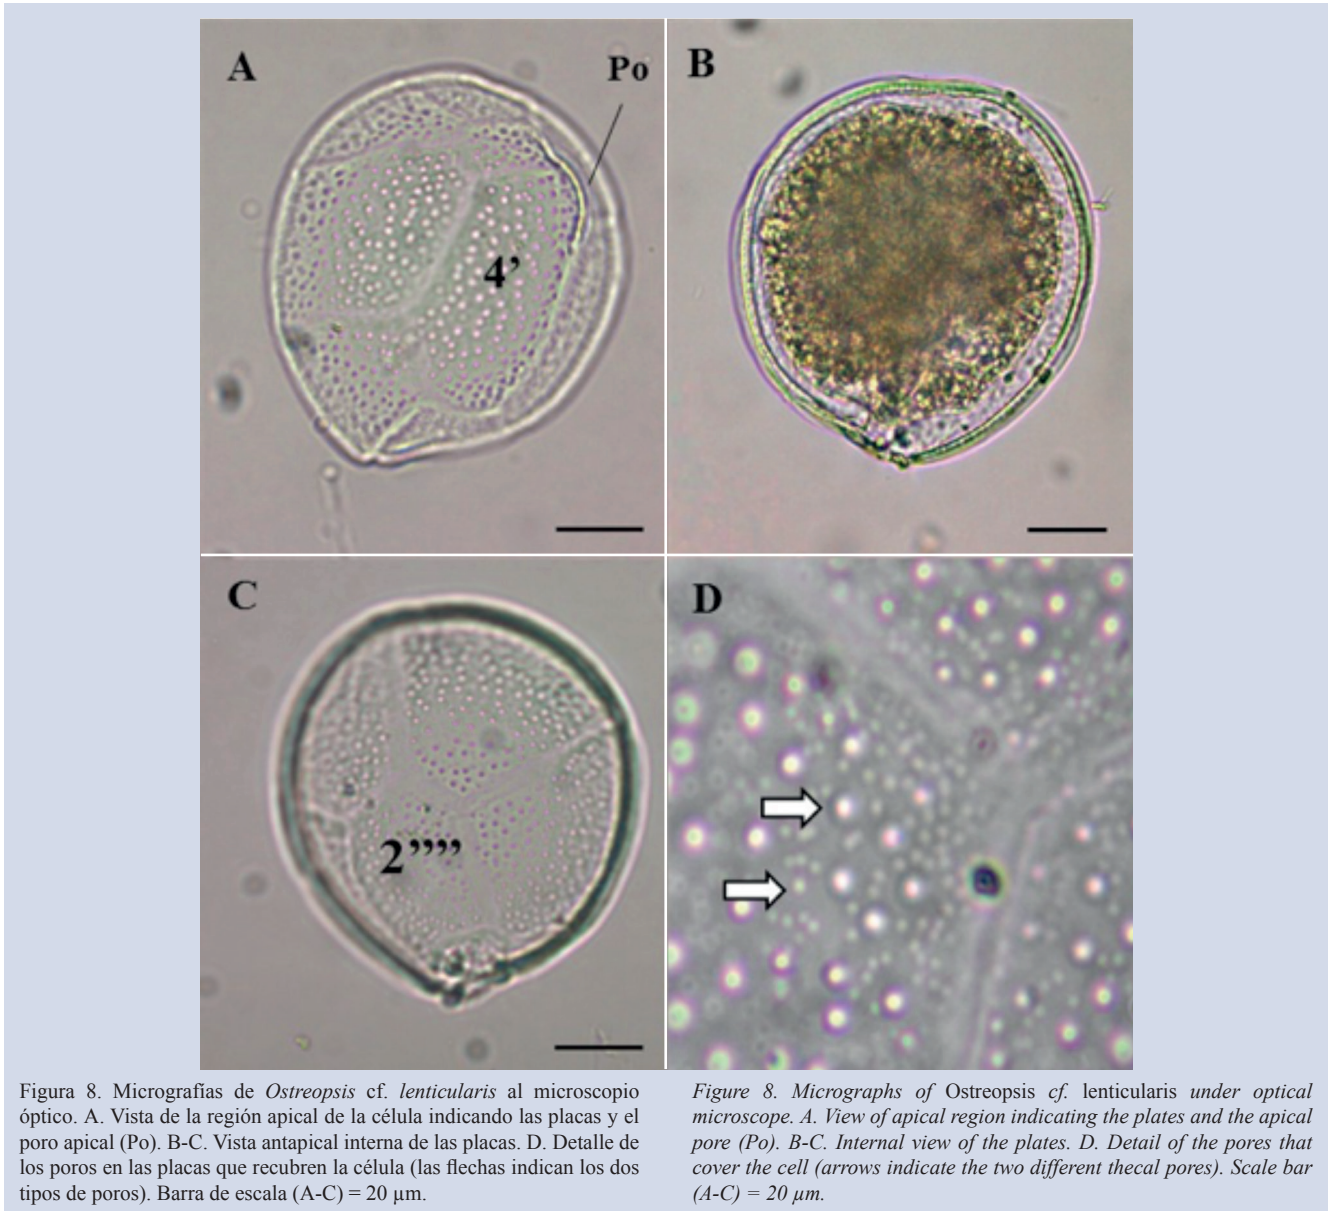 A
Po
B
4’
C
D
2””
Figura 8. Micrografías de Ostreopsis cf. lenticularis al microscopio
óptico. A. Vista de la región apical de la célula indicando las placas y el
poro apical (Po). B-C. Vista antapical interna de las placas. D. Detalle de
los poros en las placas que recubren la célula (las flechas indican los dos
tipos de poros). Barra de escala (A-C) = 20 µm.
Figure 8. Micrographs of Ostreopsis cf. lenticularis under optical
microscope. A. View of apical region indicating the plates and the apical
pore (Po). B-C. Internal view of the plates. D. Detail of the pores that
cover the cell (arrows indicate the two different thecal pores). Scale bar
(A-C) = 20 µm.